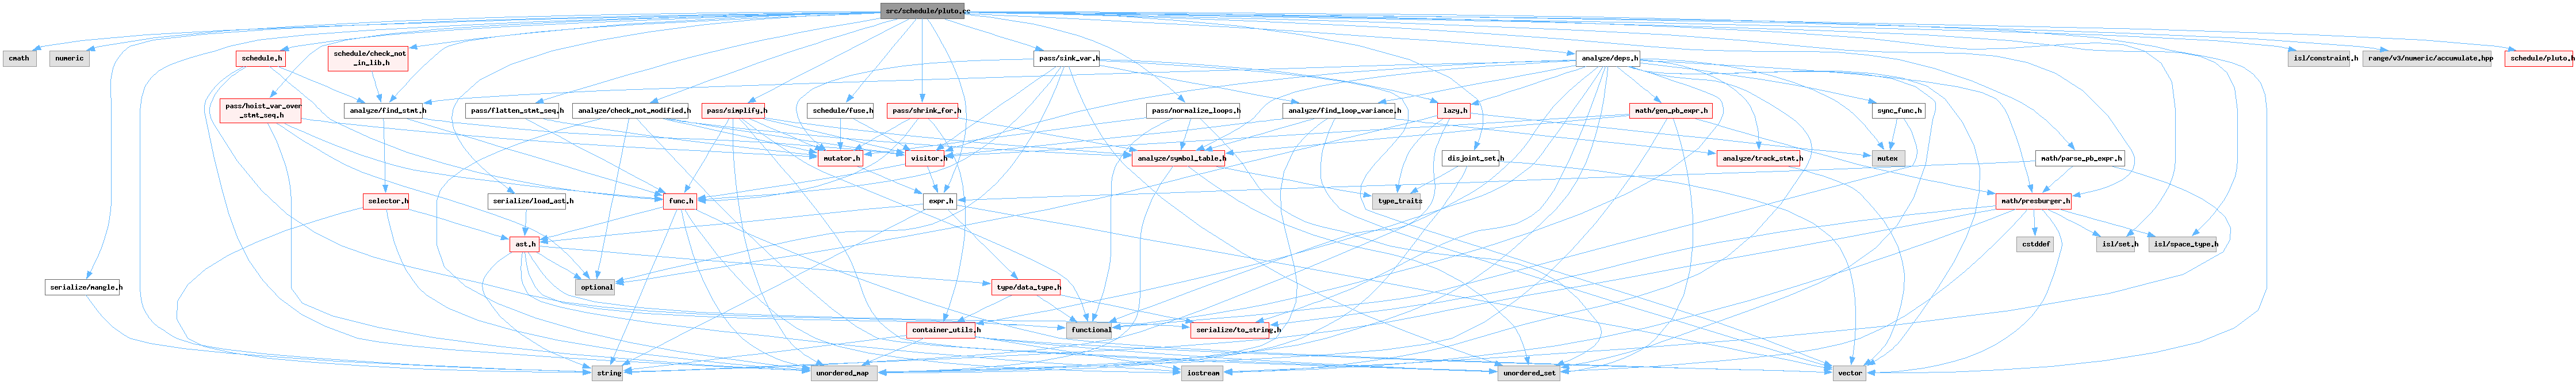 src/schedule/pluto.cc
cmath
numeric
schedule.h
schedule/check_not
_in_lib.h
pass/sink_var.h
analyze/deps.h
isl/constraint.h
range/v3/numeric/accumulate.hpp
schedule/pluto.h
pass/hoist_var_over
_stmt_seq.h
analyze/find_stmt.h
pass/flatten_stmt_seq.h
analyze/check_not_modified.h
pass/simplify.h
schedule/fuse.h
pass/shrink_for.h
pass/normalize_loops.h
analyze/find_loop_variance.h
lazy.h
math/gen_pb_expr.h
sync_func.h
mutator.h
visitor.h
analyze/symbol_table.h
disjoint_set.h
analyze/track_stmt.h
mutex
math/parse_pb_expr.h
selector.h
serialize/load_ast.h
func.h
expr.h
type_traits
math/presburger.h
ast.h
cstddef
isl/set.h
isl/space_type.h
serialize/mangle.h
optional
type/data_type.h
container_utils.h
functional
serialize/to_string.h
string
unordered_map
iostream
unordered_set
vector